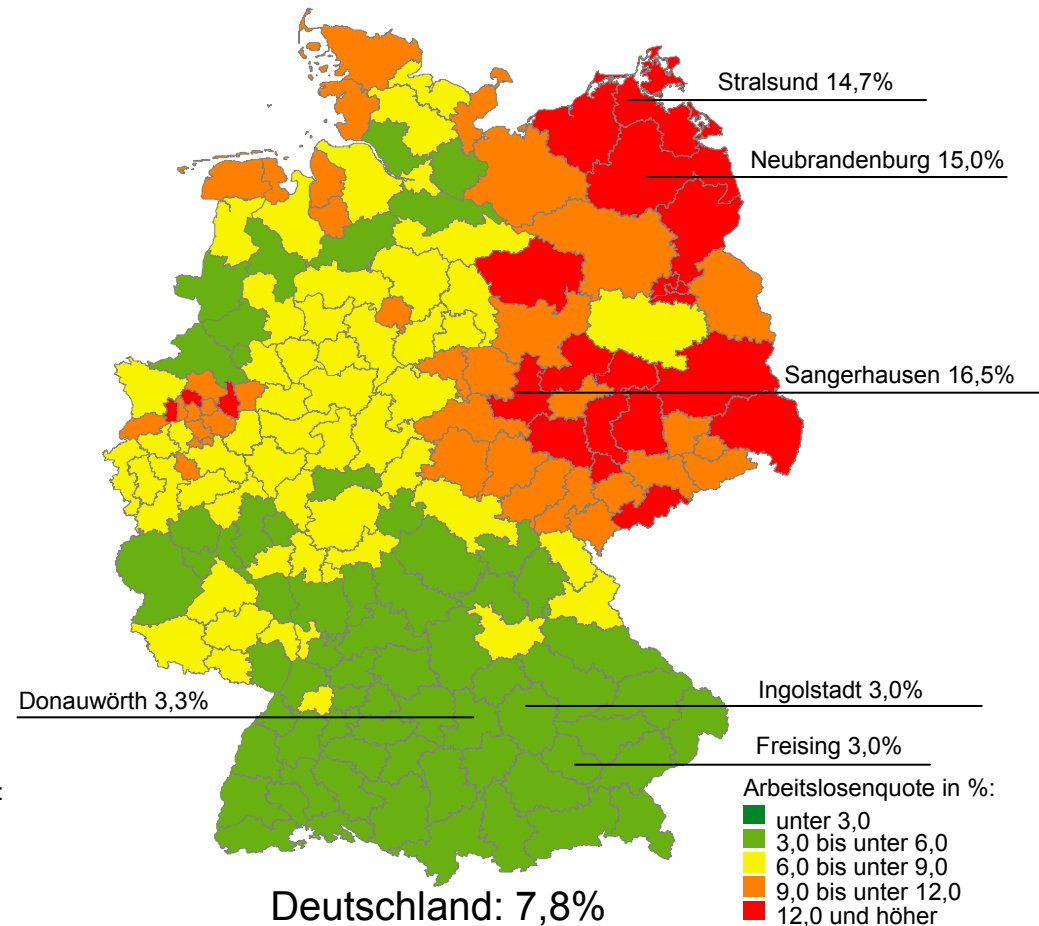 Stralsund 14,7%
Neubrandenburg 15,0%
Sangerhausen 16,5%
Donauwörth 3,3%
Ingolstadt 3,0%
Freising 3,0%
:
Arbeitslosenquote in %:
unter 3,0
3,0 bis unter 6,0
6,0 bis unter 9,0
9,0 bis unter 12,0
12,0 und höher
Deutschland: 7,8%